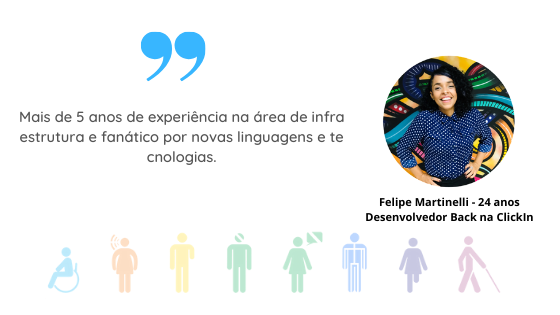 Mais de 5 anos de experiência na área de infra
estrutura e fanático por novas linguagens e te
cnologias.
Felipe Martinelli - 24 anos
Desenvolvedor Back na ClickIn